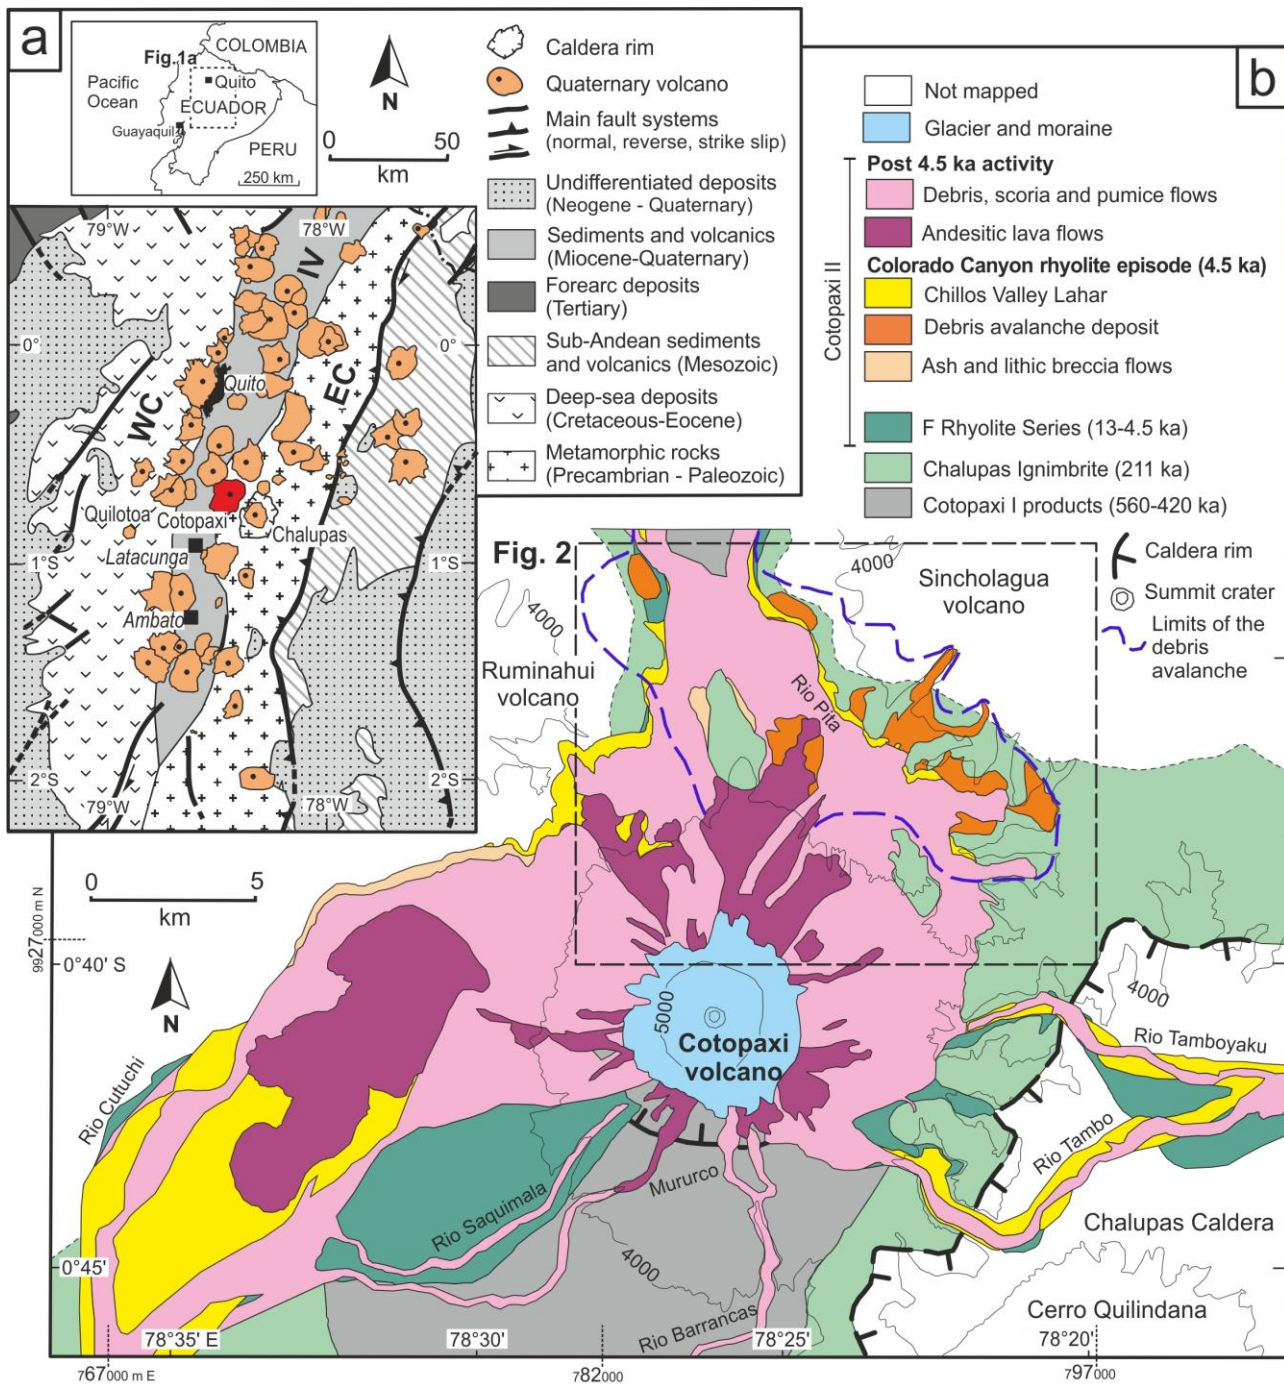 a
Fig.1a
COLOMBIA
Pacific
Ocean
Quito
ECUADOR
Guayaquil
PERU
250 km
N
0
50
km
Caldera rim
Quaternary volcano
Main fault systems
(normal, reverse, strike slip)
Undifferentiated deposits
(Neogene - Quaternary)
Sediments and volcanics
(Miocene-Quaternary)
Forearc deposits
(Tertiary)
Sub-Andean sediments
and volcanics (Mesozoic)
Deep-sea deposits
(Cretaceous-Eocene)
Metamorphic rocks
(Precambrian - Paleozoic)
79°W
78°W
IV
0°
0°
Quito
EC
WC
Quilotoa
Cotopaxi
Chalupas
Latacunga
1°S
1°S
Ambato
2°S
2°S
79°W
78°W
b
Not mapped
Glacier and moraine
Post 4.5 ka activity
Debris, scoria and pumice flows
Andesitic lava flows
Colorado Canyon rhyolite episode (4.5 ka)
Chillos Valley Lahar
Debris avalanche deposit
Ash and lithic breccia flows
F Rhyolite Series (13-4.5 ka)
Cotopaxi II
Chalupas Ignimbrite (211 ka)
Cotopaxi I products (560-420 ka)
Caldera rim
Summit crater
Limits of the
debris
avalanche
Fig. 2
4000
Sincholagua
volcano
4000
Ruminahui
volcano
Rio Pita
0
5
km
9927000 m N
0°40' S
N
5000
Cotopaxi
volcano
4000
Rio Tamboyaku
Rio Cutuchi
Rio Tambo
Mururco
Rio Saquimala
Chalupas Caldera
4000
0°45'
Cerro Quilindana
Rio Barrancas
78°35' E
78°30'
78°25'
78°20'
767000 m E
782000
797000